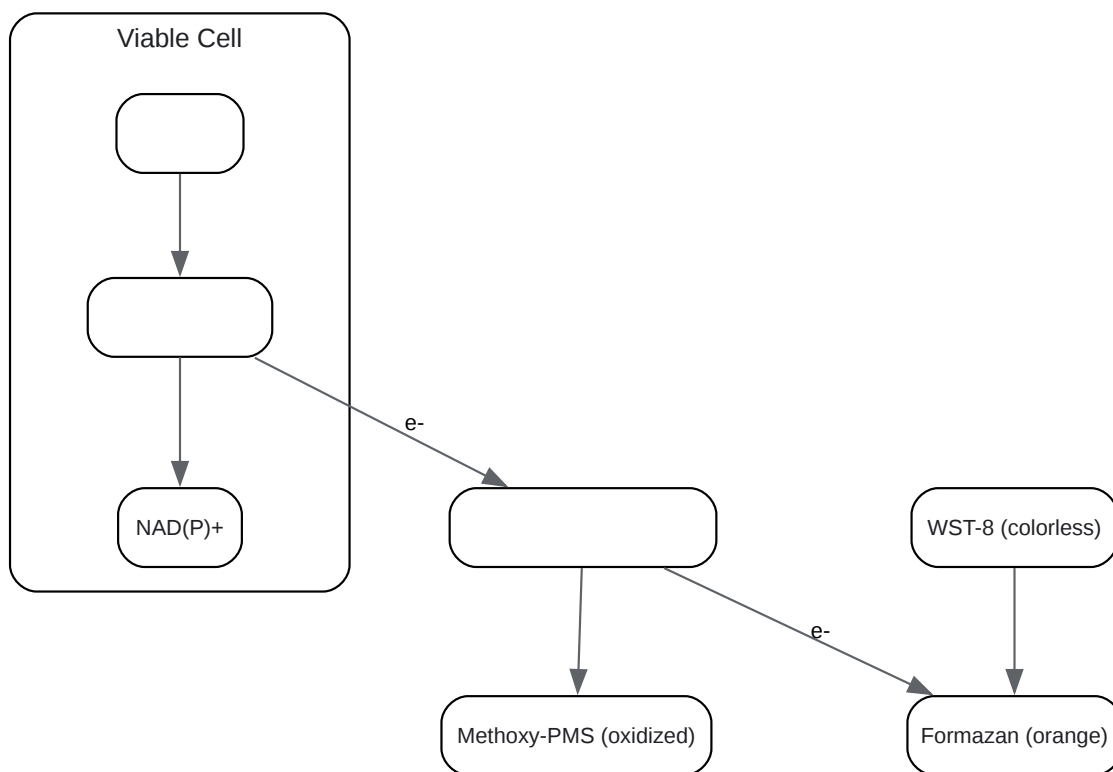 Viable Cell
e-
NAD(P)+
WST-8 (colorless)
e-
Methoxy-PMS (oxidized)
Formazan (orange)